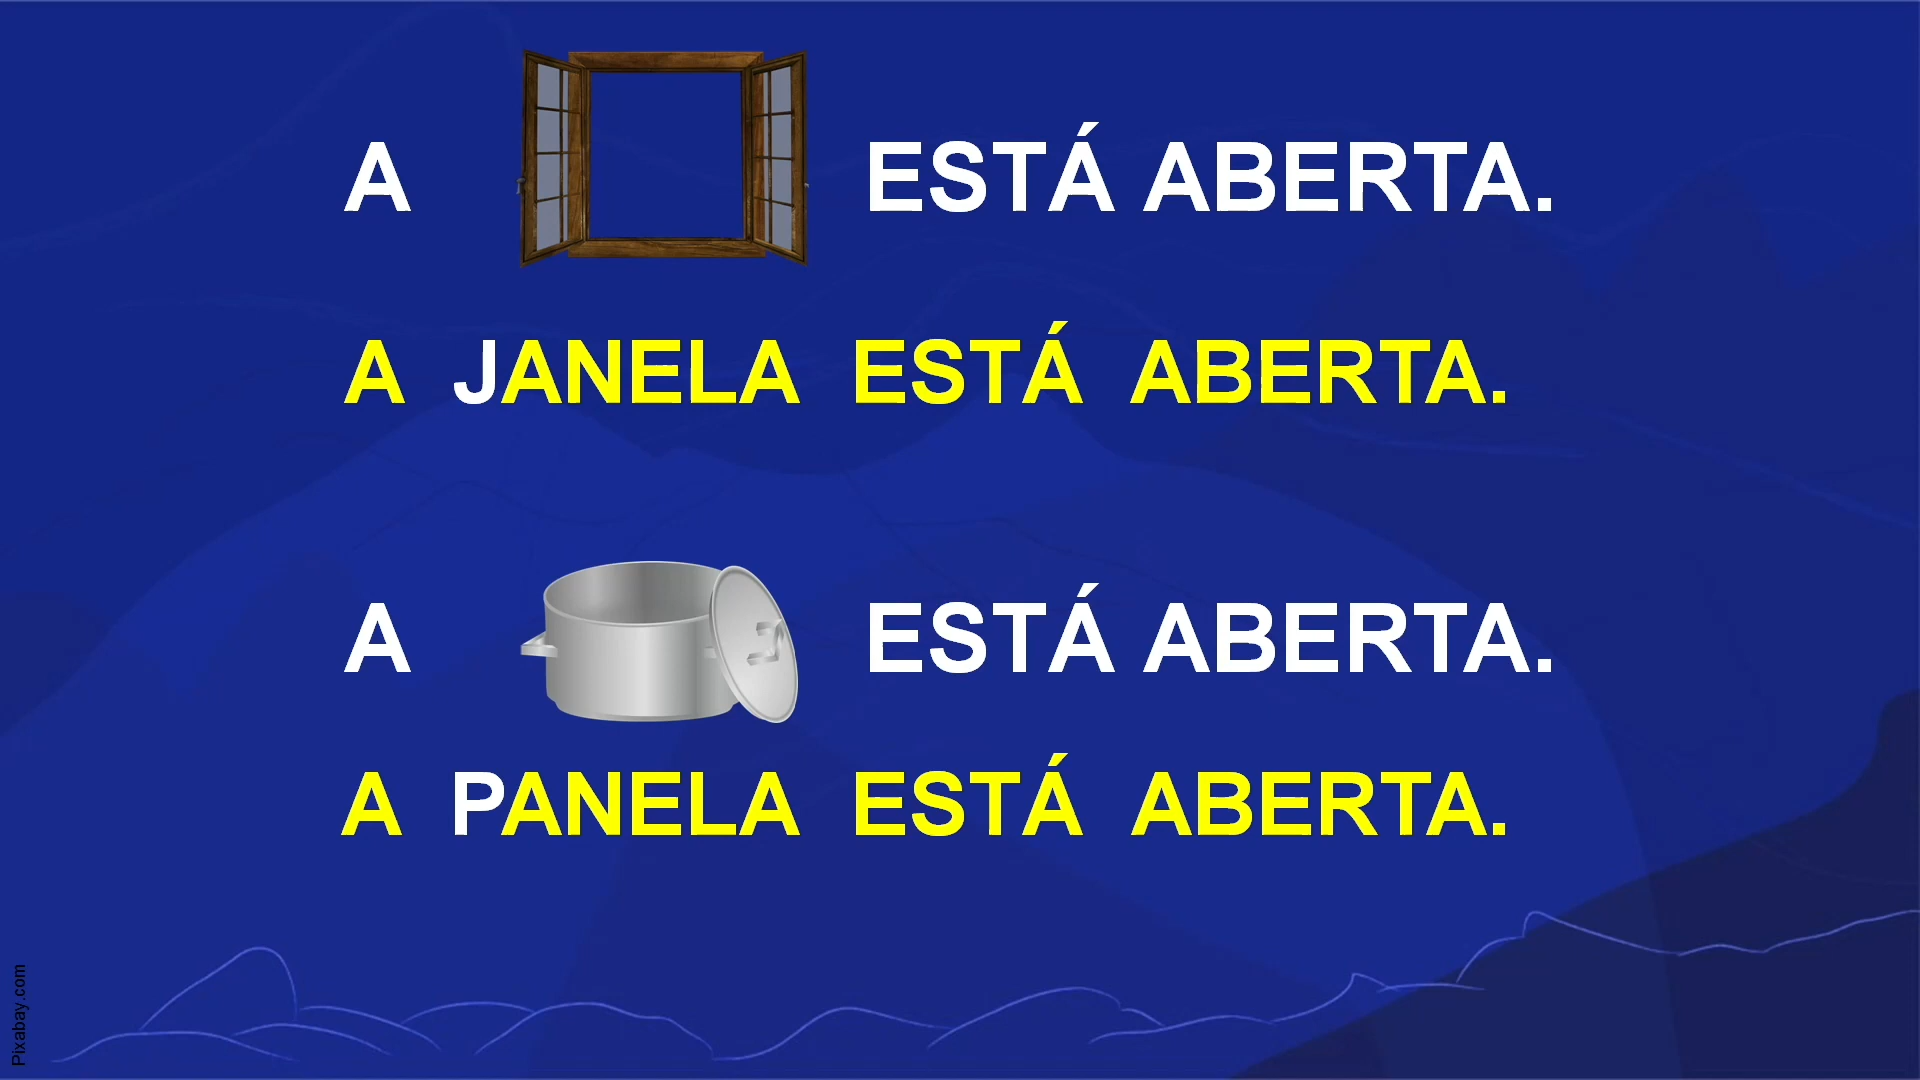 A ESTÁ ABERTA.
A JANELA ESTÁ ABERTA.
A ESTÁ ABERTA.
A PANELA ESTÁ ABERTA.
Pixabay.com